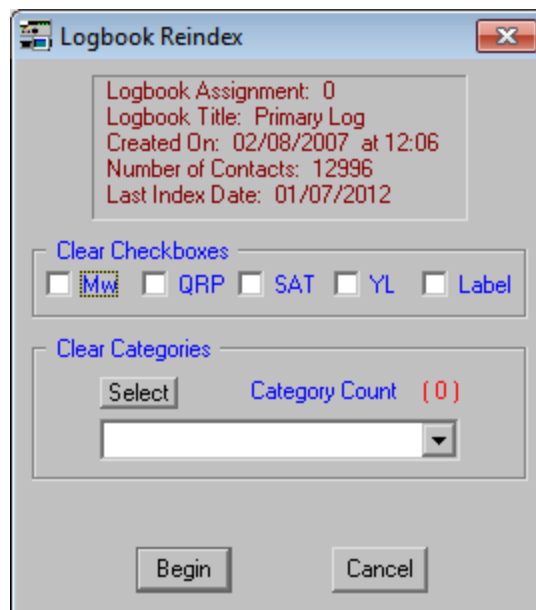 Logbook Reindex
Logbook Assignment: 0
Logbook Title: Primary Log
Created On: 02/08/2007 at 12:06
Number of Contacts: 12996
Last Index Date: 01/07/2012
Clear Checkboxes
Mw QRP SAT YL Label
Clear Categories
Select Category Count ( 0 )
Begin Cancel